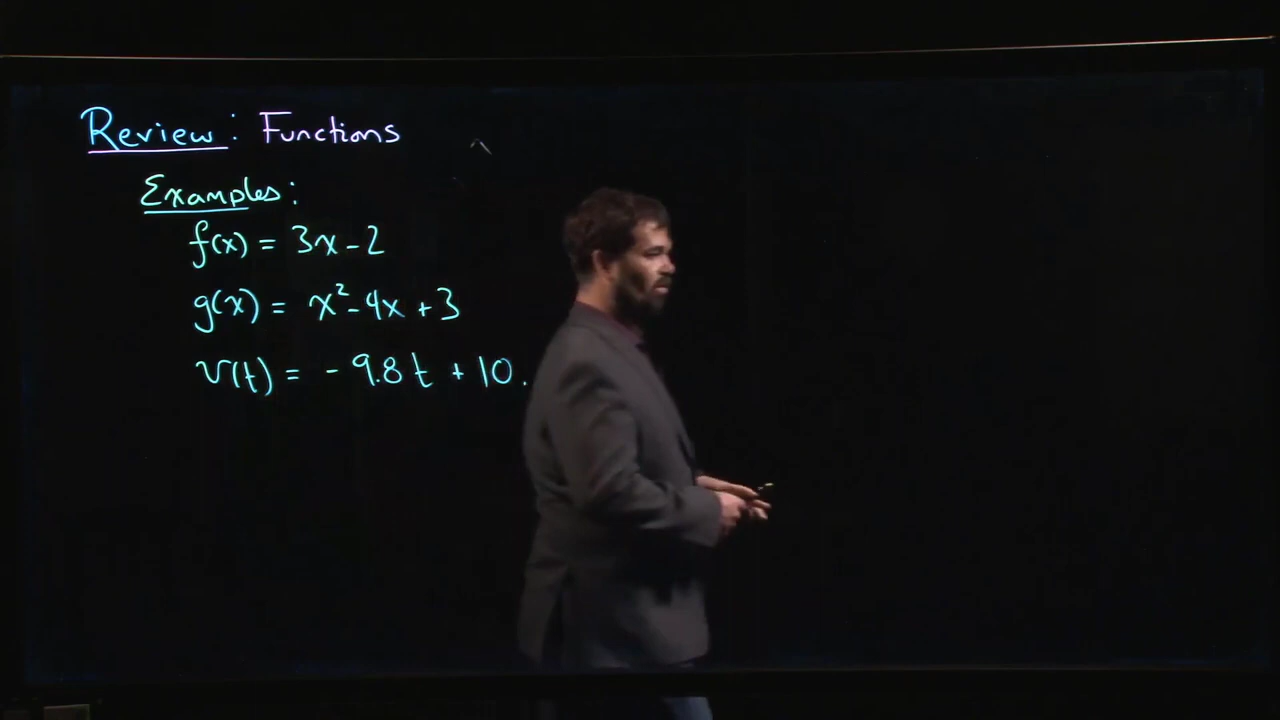 Review: Functions
Examples:
f(x) = 3x - 2
g(x) = x² - 4x + 3
v(t) = - 9.8 t + 10.